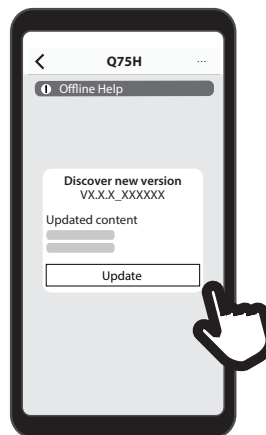 Q75H
...
Offline Help
Discover new version
VX.X.X_XXXXXX
Updated content
Update